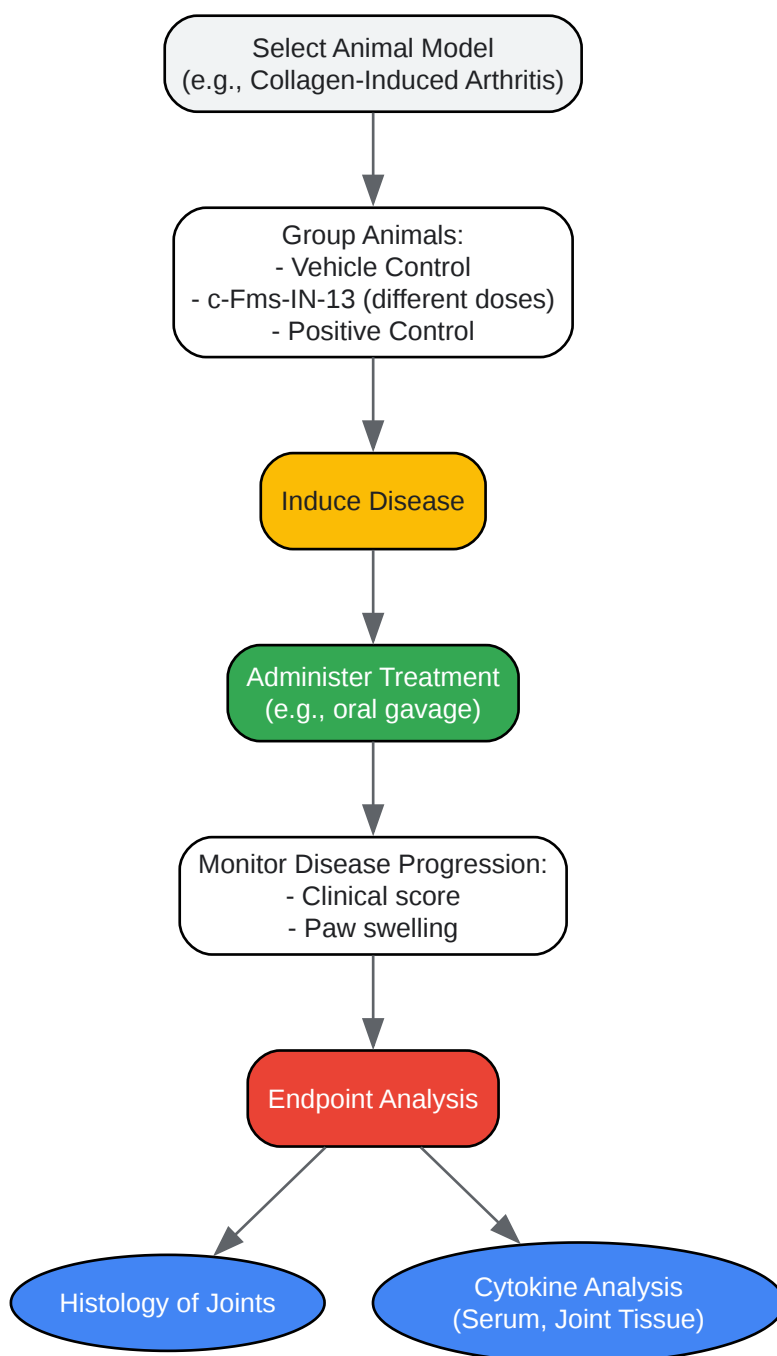 Select Animal Model
(e.g., Collagen-Induced Arthritis)
Group Animals:
- Vehicle Control
- c-Fms-IN-13 (different doses)
- Positive Control
Induce Disease
Administer Treatment
(e.g., oral gavage)
Monitor Disease Progression:
- Clinical score
- Paw swelling
Endpoint Analysis
Histology of Joints
Cytokine Analysis
(Serum, Joint Tissue)